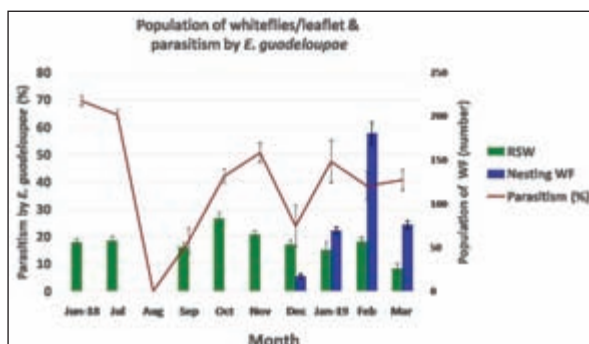 Population of whiteflies/leaflet &
parasitism by E. guadeloupae
Parasitism by E. guadeloupae (%)
80
70
60
50
40
30
20
10
0
250
200
150
100
50
0
Population of WF (number)
RSW
Nesting WF
Parasitism (%)
Jun-18 Jul Aug Sep Oct Nov Dec Jan-19 Feb Mar
Month